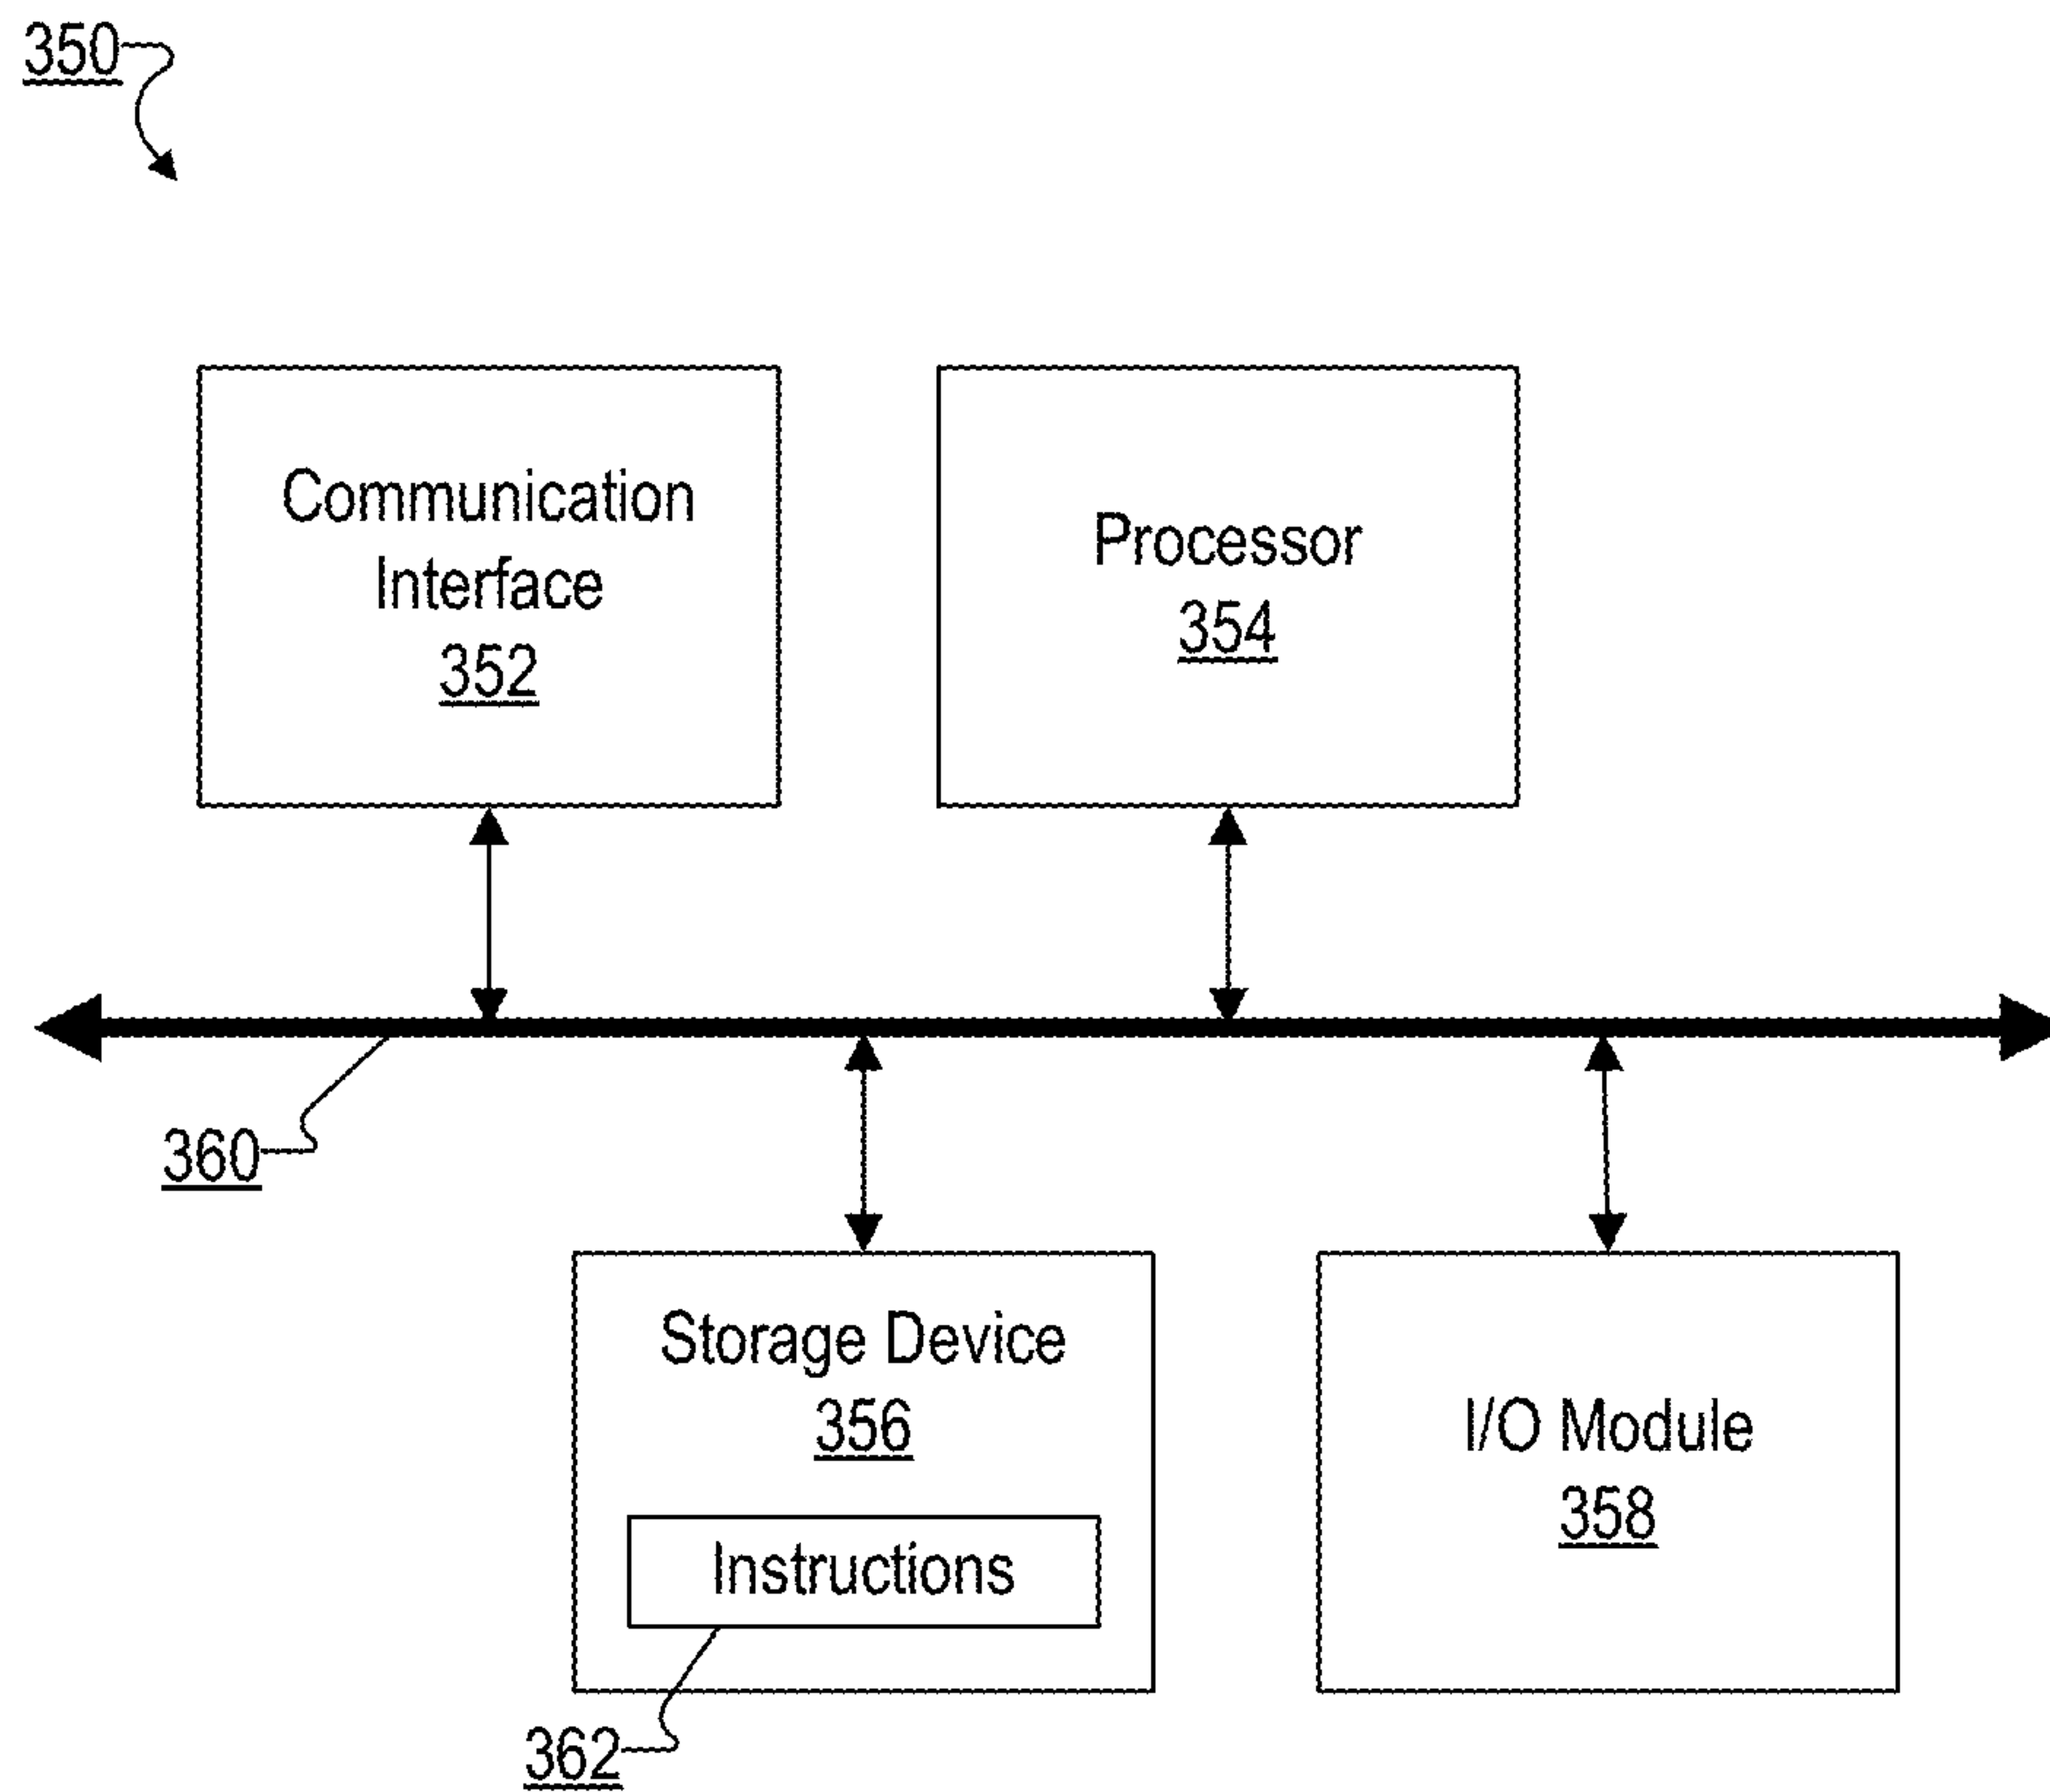 350
Communication
Interface
352
Processor
354
360
Storage Device
356
Instructions
362
I/O Module
358